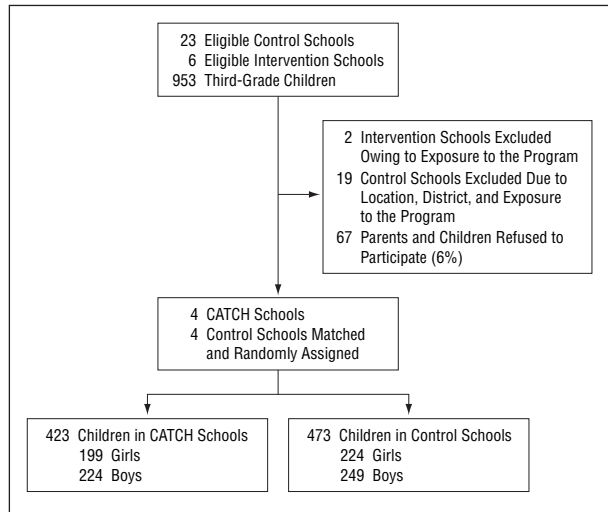 23 Eligible Control Schools
6 Eligible Intervention Schools
953 Third-Grade Children
2 Intervention Schools Excluded
Owing to Exposure to the Program
19 Control Schools Excluded Due to
Location, District, and Exposure
to the Program
67 Parents and Children Refused to
Participate (6%)
4 CATCH Schools
4 Control Schools Matched
and Randomly Assigned
423 Children in CATCH Schools
199 Girls
224 Boys
473 Children in Control Schools
224 Girls
249 Boys